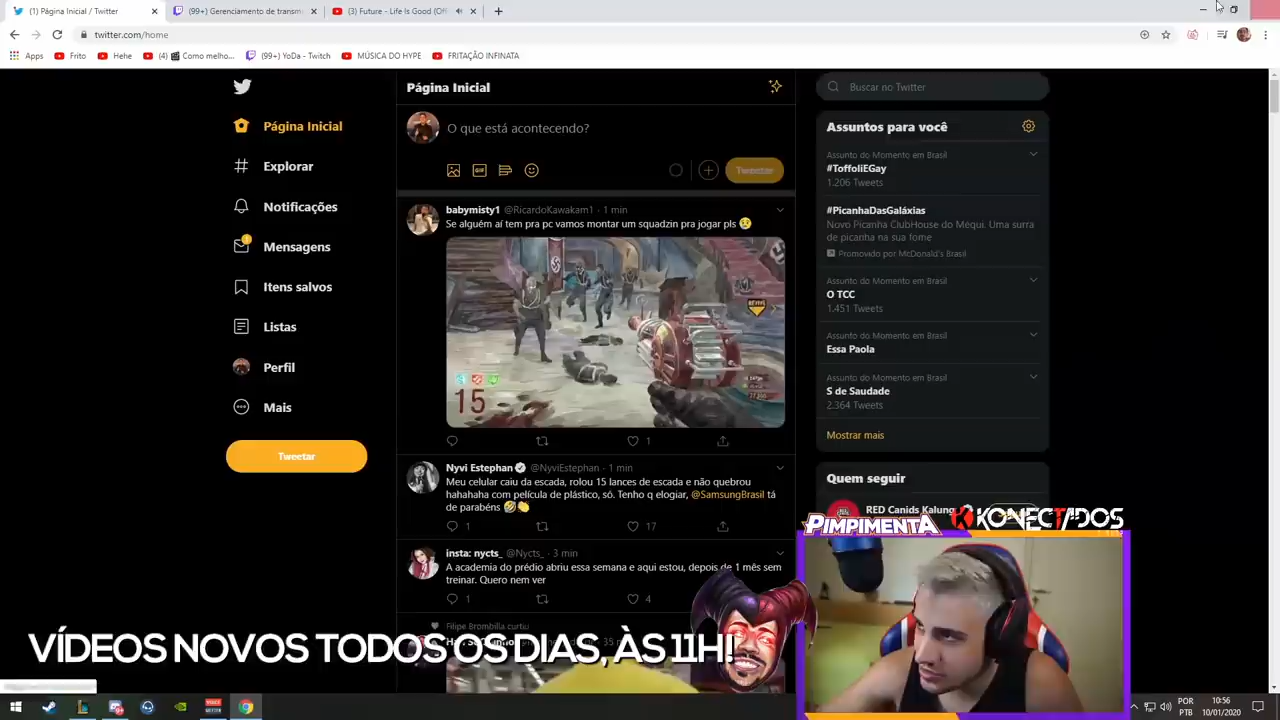 (1) Página Inicial / Twitter
(99+) Gerenciamento de transm
(3) Future - Life Is Good (Of
twitter.com/home
Apps
Frito
Hehe
(4) Como melho...
(99+) YoDa - Twitch
MÚSICA DO HYPE
FRITAÇÃO INFINATA
Página Inicial
Explorar
Notificações
Mensagens
Itens salvos
Listas
Perfil
Mais
Tweetar
Página Inicial
O que está acontecendo?
GIF
Tweetar
babymisty1 @RicardoKawakam1 · 1 min
Se alguém aí tem pra pc vamos montar um squadzin pra jogar pls
REVIVE
15
1
Nyvi Estephan @NyviEstephan · 1 min
Meu celular caiu da escada, rolou 15 lances de escada e não quebrou
hahahaha com película de plástico, só. Tenho q elogiar, @SamsungBrasil tá
de parabéns
1
17
insta: nycts_ @Nycts_ · 3 min
A academia do prédio abriu essa semana e aqui estou, depois de 1 mês sem
treinar. Quero nem ver
1
4
Filipe Brombilla curtiu
Buscar no Twitter
Assuntos para você
Assunto do Momento em Brasil
#ToffoliEGay
1.206 Tweets
#PicanhaDasGaláxias
Novo Picanha ClubHouse do Méqui. Uma surra
de picanha na sua fome
Promovido por McDonald's Brasil
Assunto do Momento em Brasil
O TCC
1.451 Tweets
Assunto do Momento em Brasil
Essa Paola
Assunto do Momento em Brasil
S de Saudade
2.364 Tweets
Mostrar mais
Quem seguir
RED Canids Kalung
PIMPIMENTA
KONECTADOS
VÍDEOS NOVOS TODOS OS DIAS, ÀS 11H!
POR
PTB
10:56
10/01/2020